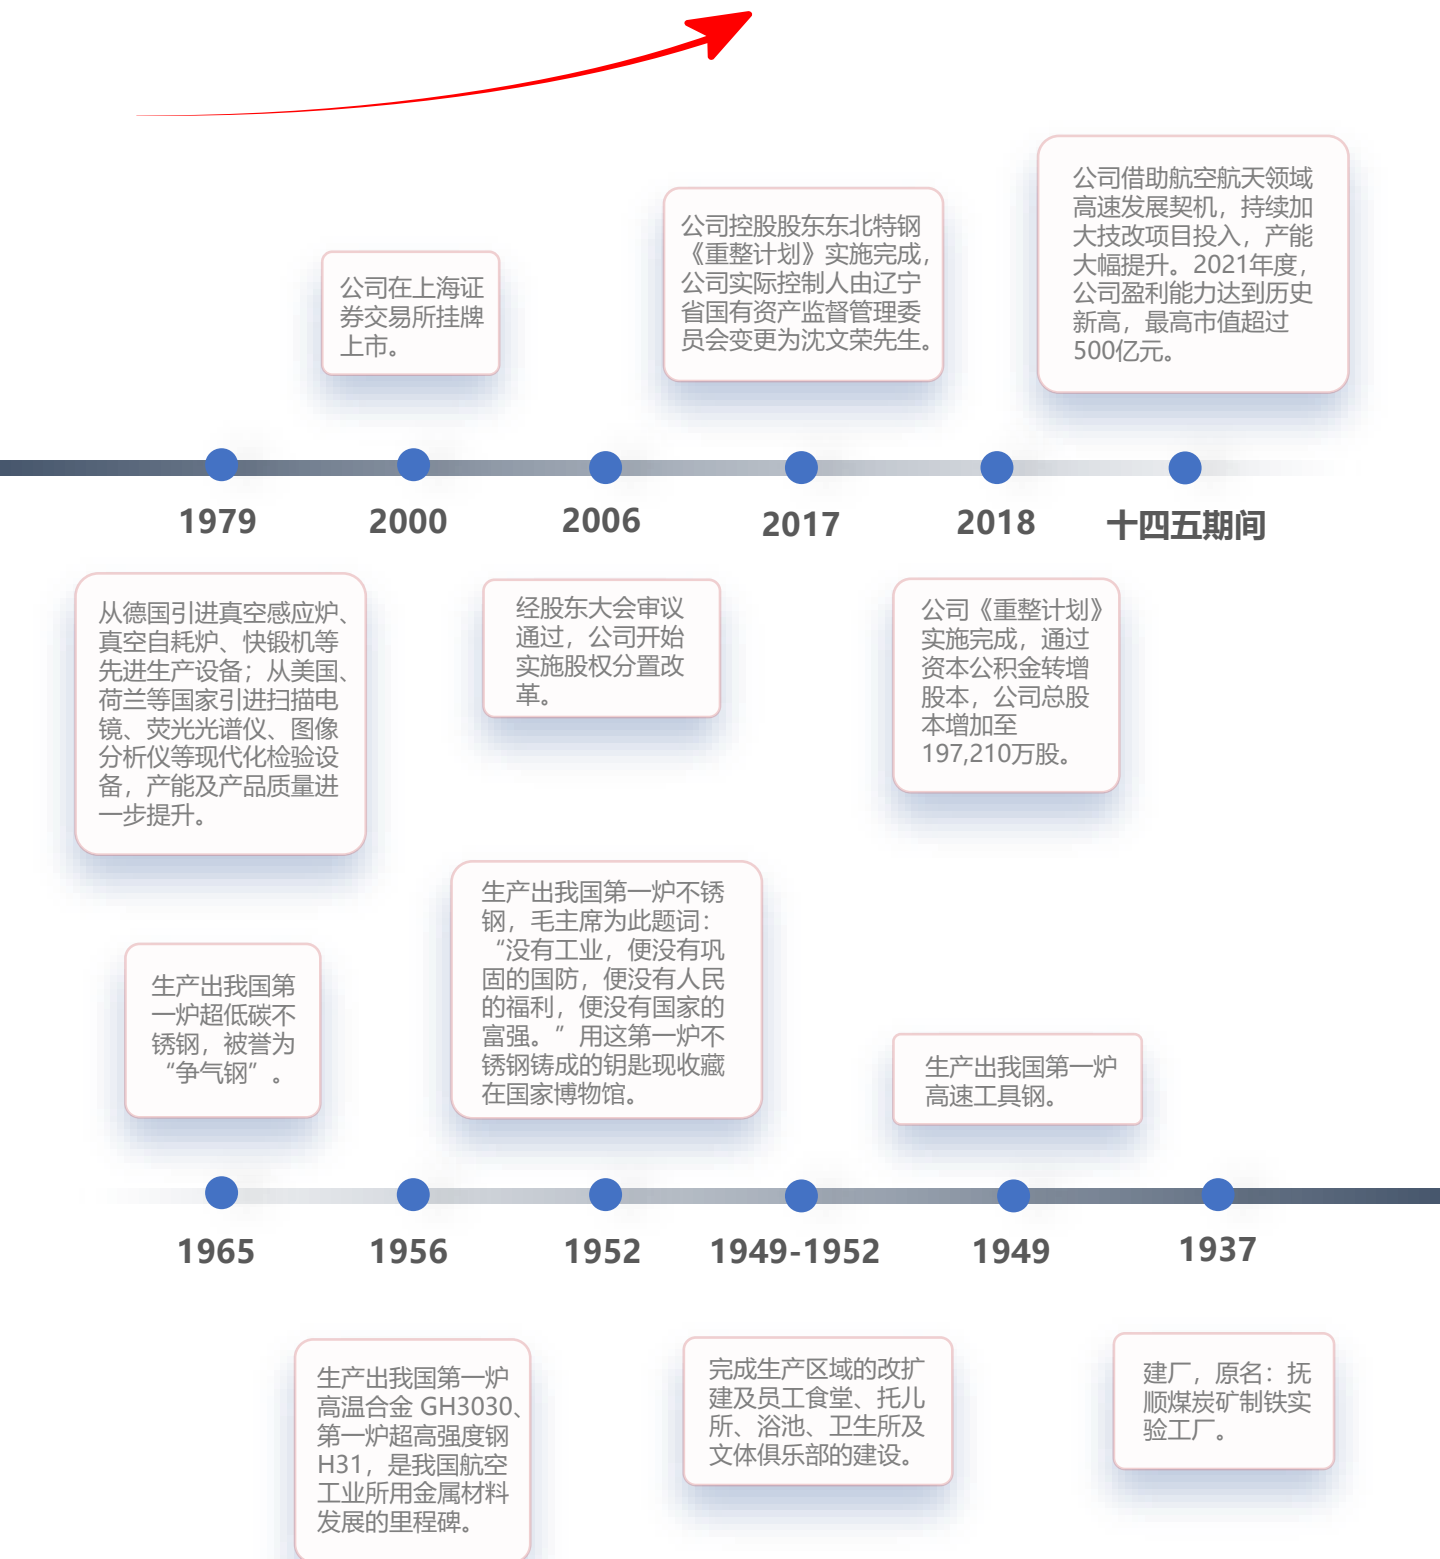 公司借助航空航天领域
高速发展契机，持续加
大技改项目投入，产能
大幅提升。2021年度，
公司盈利能力达到历史
新高，最高市值超过
500亿元。
公司控股股东东北特钢
《重整计划》实施完成，
公司实际控制人由辽宁
省国有资产监督管理委
员会变更为沈文荣先生。
公司在上海证
券交易所挂牌
上市。
1979
2000
2006
2017
2018
十四五期间
从德国引进真空感应炉、
真空自耗炉、快锻机等
先进生产设备；从美国、
荷兰等国家引进扫描电
镜、荧光光谱仪、图像
分析仪等现代化检验设
备，产能及产品质量进
一步提升。
经股东大会审议
通过，公司开始
实施股权分置改
革。
公司《重整计划》
实施完成，通过
资本公积金转增
股本，公司总股
本增加至
197,210万股。
生产出我国第
一炉超低碳不
锈钢，被誉为
“争气钢”。
生产出我国第一炉不锈
钢，毛主席为此题词：
“没有工业，便没有巩
固的国防，便没有人民
的福利，便没有国家的
富强。”用这第一炉不
锈钢铸成的钥匙现收藏
在国家博物馆。
生产出我国第一炉
高速工具钢。
1965
1956
1952
1949-1952
1949
1937
生产出我国第一炉
高温合金 GH3030、
第一炉超高强度钢
H31，是我国航空
工业所用金属材料
发展的里程碑。
完成生产区域的改扩
建及员工食堂、托儿
所、浴池、卫生所及
文体俱乐部的建设。
建厂，原名：抚
顺煤炭矿制铁实
验工厂。